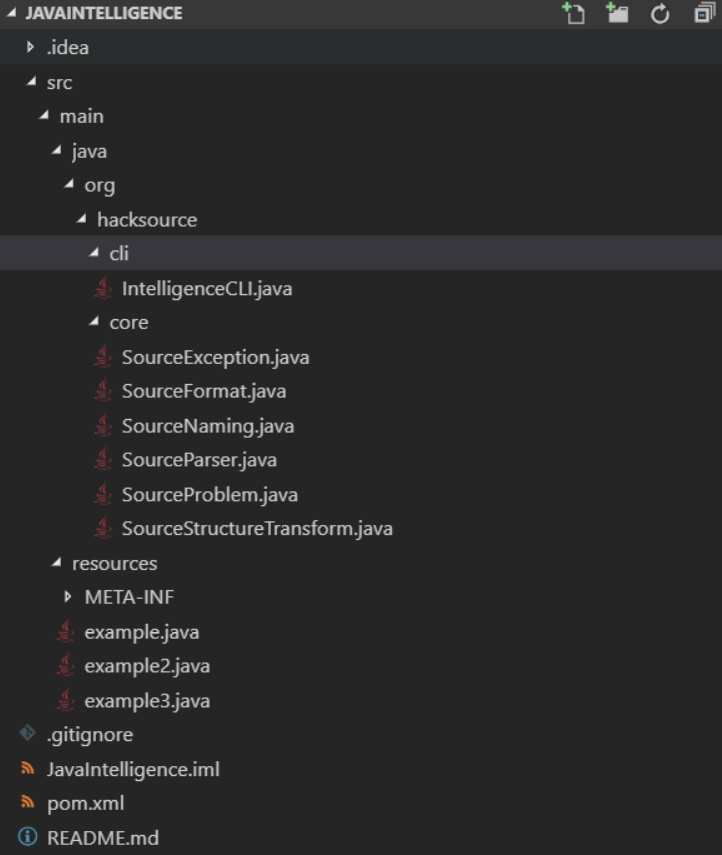 JAVAINTELLIGENCE
.idea
src
main
java
org
hacksource
cli
IntelligenceCLI.java
core
SourceException.java
SourceFormat.java
SourceNaming.java
SourceParser.java
SourceProblem.java
SourceStructureTransform.java
resources
META-INF
example.java
example2.java
example3.java
.gitignore
JavaIntelligence.iml
pom.xml
README.md